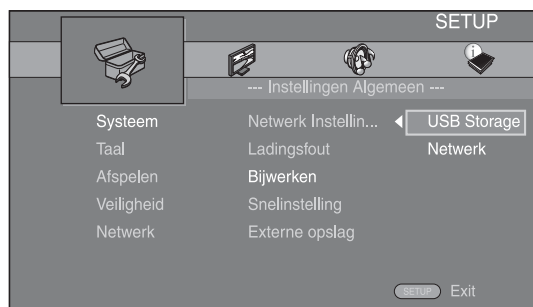 SETUP
--- Instellingen Algemeen ---
Systeem Netwerk Instellin... USB Storage
Taal Ladingsfout Netwerk
Afspelen Bijwerken
Veiligheid Snelinstelling
Netwerk Externe opslag
SETUP Exit